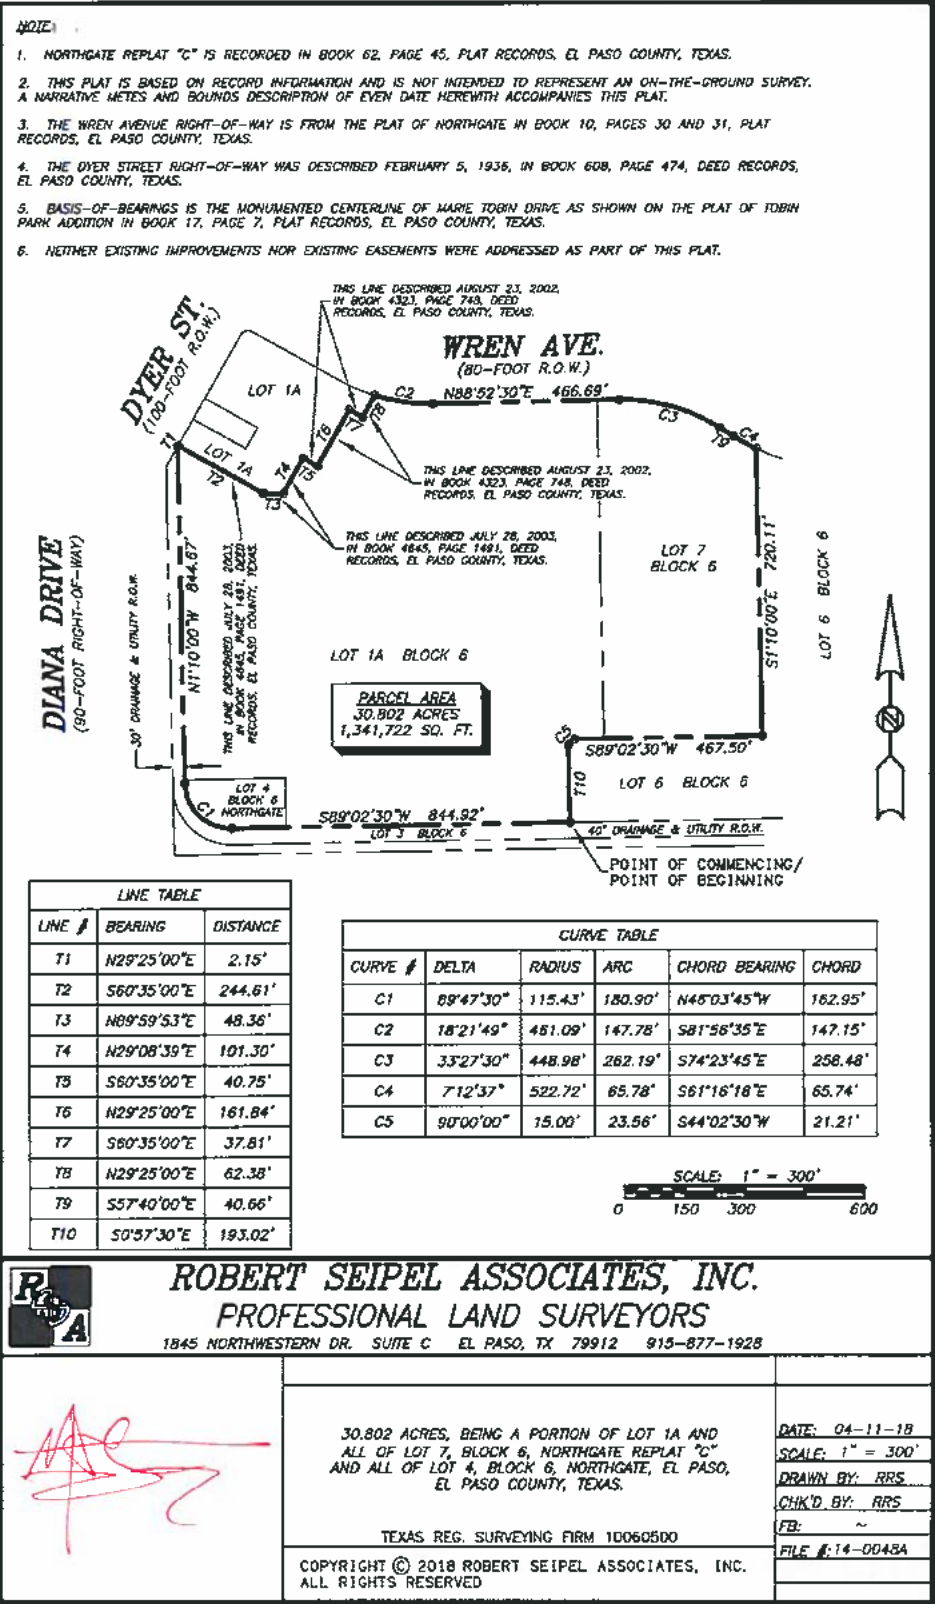 NOTE:
1. NORTHGATE REPLAT "C" IS RECORDED IN BOOK 62, PAGE 45, PLAT RECORDS, EL PASO COUNTY, TEXAS.
2. THIS PLAT IS BASED ON RECORD INFORMATION AND IS NOT INTENDED TO REPRESENT AN ON-THE-GROUND SURVEY.
A NARRATIVE METES AND BOUNDS DESCRIPTION OF EVEN DATE HEREWITH ACCOMPANIES THIS PLAT.
3. THE WREN AVENUE RIGHT-OF-WAY IS FROM THE PLAT OF NORTHGATE IN BOOK 10, PAGES 30 AND 31, PLAT
RECORDS, EL PASO COUNTY, TEXAS.
4. THE DYER STREET RIGHT-OF-WAY WAS DESCRIBED FEBRUARY 5, 1936, IN BOOK 608, PAGE 474, DEED RECORDS,
EL PASO COUNTY, TEXAS.
5. BASIS-OF-BEARINGS IS THE MONUMENTED CENTERLINE OF MARIE TOBIN DRIVE AS SHOWN ON THE PLAT OF TOBIN
PARK ADDITION IN BOOK 17, PAGE 7, PLAT RECORDS, EL PASO COUNTY, TEXAS.
6. NEITHER EXISTING IMPROVEMENTS NOR EXISTING EASEMENTS WERE ADDRESSED AS PART OF THIS PLAT.
THIS LINE DESCRIBED AUGUST 23, 2002,
IN BOOK 4323, PAGE 748, DEED
RECORDS, EL PASO COUNTY, TEXAS.
DYER ST.
(100-FOOT R.O.W.)
WREN AVE.
(80-FOOT R.O.W.)
LOT 1A
C2
N88°52'30"E 466.69'
C3
T9
C4
T1
LOT 1A
T2
T3
T4
T5
T6
T7
T8
THIS LINE DESCRIBED AUGUST 23, 2002,
IN BOOK 4323, PAGE 748, DEED
RECORDS, EL PASO COUNTY, TEXAS.
THIS LINE DESCRIBED JULY 28, 2003,
IN BOOK 4645, PAGE 1491, DEED
RECORDS, EL PASO COUNTY, TEXAS.
DIANA DRIVE
(90-FOOT RIGHT-OF-WAY)
30' DRAINAGE & UTILITY R.O.W.
N1°10'00"W 844.67'
THIS LINE DESCRIBED JULY 28, 2003,
IN BOOK 4645, PAGE 1491, DEED
RECORDS, EL PASO COUNTY, TEXAS.
LOT 7
BLOCK 6
S1°10'00"E 720.11'
LOT 6 BLOCK 6
LOT 1A BLOCK 6
PARCEL AREA
30.802 ACRES
1,341,722 SQ. FT.
N
C5
S89°02'30"W 467.50'
T10
LOT 6 BLOCK 6
LOT 4
BLOCK 6
NORTHGATE
C1
S89°02'30"W 844.92'
LOT 3 BLOCK 6
40' DRAINAGE & UTILITY R.O.W.
POINT OF COMMENCING/
POINT OF BEGINNING
LINE TABLE
LINE # BEARING DISTANCE
T1 N29°25'00"E 2.15'
T2 S60°35'00"E 244.61'
T3 N89°59'53"E 48.36'
T4 N29°08'39"E 101.30'
T5 S60°35'00"E 40.75'
T6 N29°25'00"E 161.84'
T7 S60°35'00"E 37.81'
T8 N29°25'00"E 62.38'
T9 S57°40'00"E 40.66'
T10 S0°57'30"E 193.02'
CURVE TABLE
CURVE # DELTA RADIUS ARC CHORD BEARING CHORD
C1 89°47'30" 115.43' 180.90' N46°03'45"W 162.95'
C2 18°21'49" 461.09' 147.78' S81°56'35"E 147.15'
C3 33°27'30" 448.98' 262.19' S74°23'45"E 258.48'
C4 7°12'37" 522.72' 65.78' S61°16'18"E 65.74'
C5 90°00'00" 15.00' 23.56' S44°02'30"W 21.21'
SCALE: 1" = 300'
0 150 300 600
R S A
ROBERT SEIPEL ASSOCIATES, INC.
PROFESSIONAL LAND SURVEYORS
1845 NORTHWESTERN DR. SUITE C EL PASO, TX 79912 915-877-1928
30.802 ACRES, BEING A PORTION OF LOT 1A AND
ALL OF LOT 7, BLOCK 6, NORTHGATE REPLAT "C"
AND ALL OF LOT 4, BLOCK 6, NORTHGATE, EL PASO,
EL PASO COUNTY, TEXAS.
TEXAS REG. SURVEYING FIRM 10060500
COPYRIGHT © 2018 ROBERT SEIPEL ASSOCIATES, INC.
ALL RIGHTS RESERVED
DATE: 04-11-18
SCALE: 1" = 300'
DRAWN BY: RRS
CHK'D BY: RRS
FB: ~
FILE #: 14-0048A